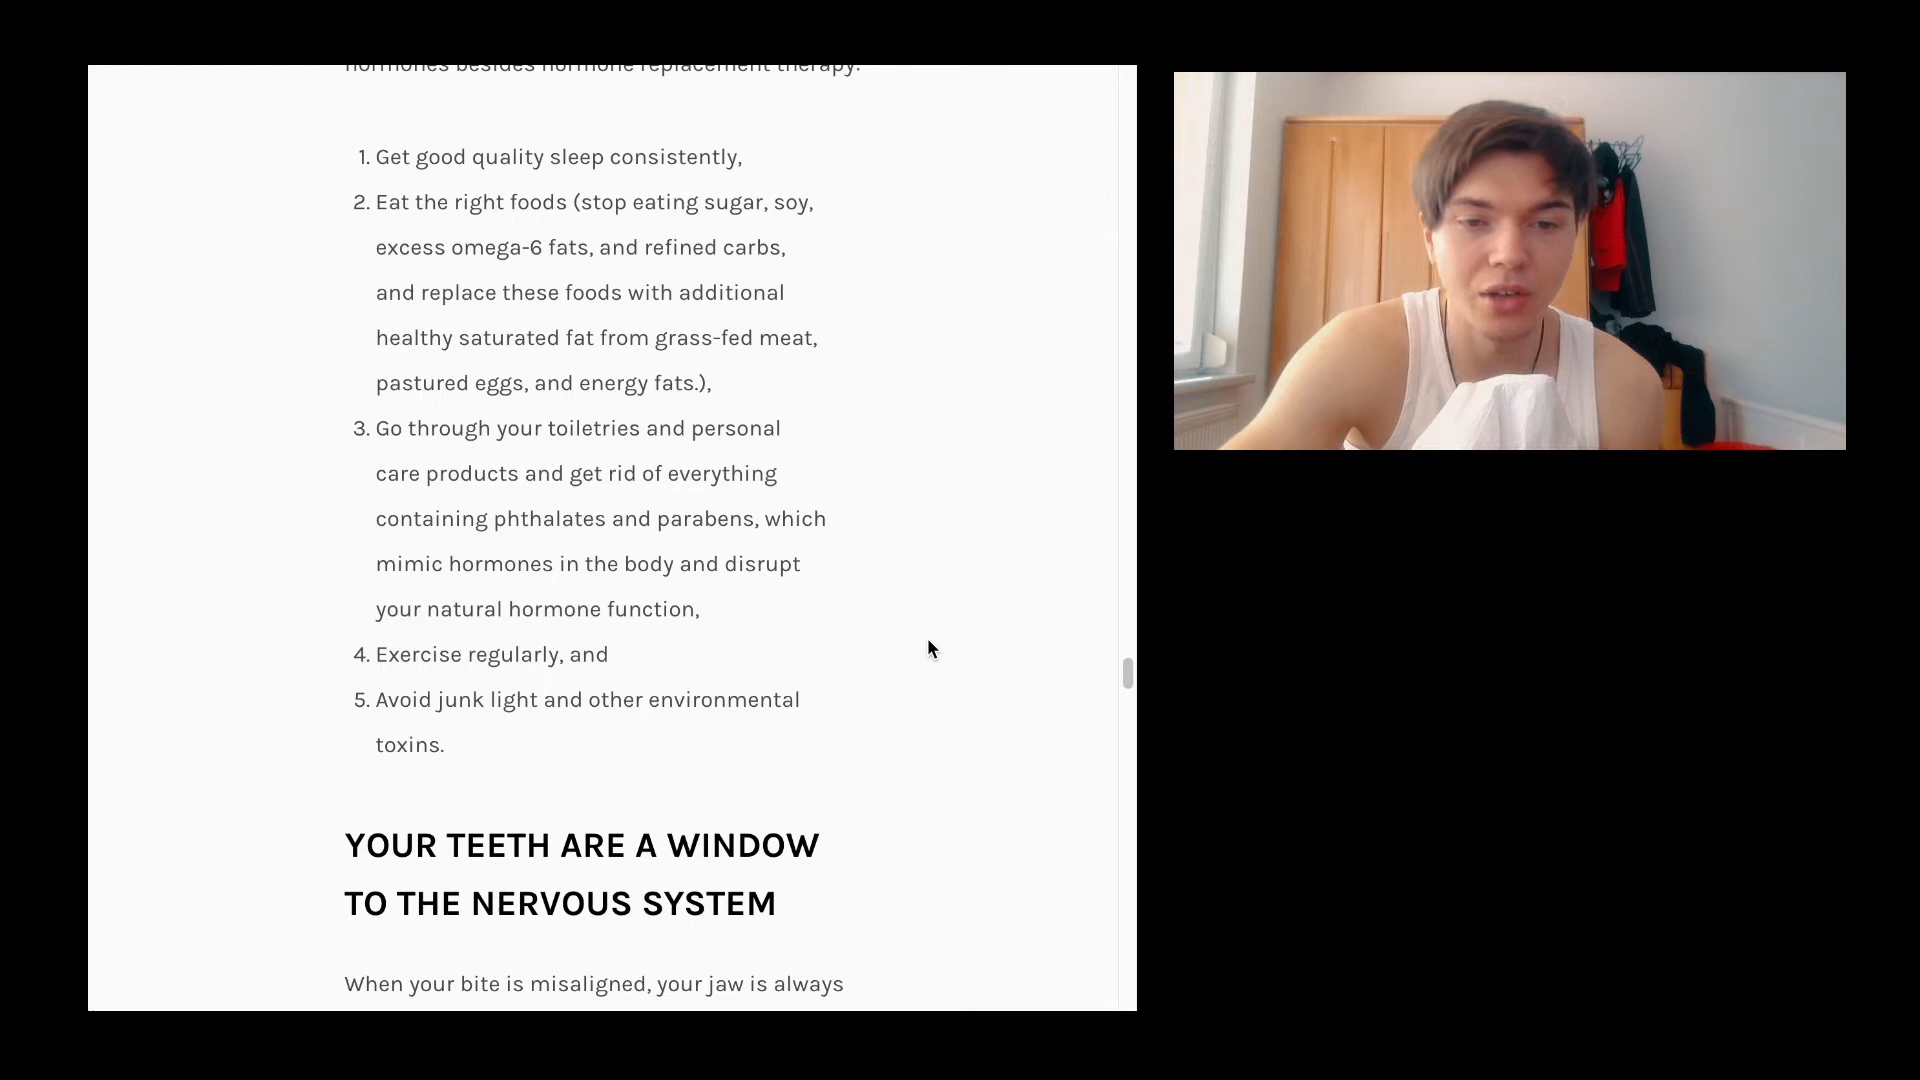 hormones besides hormone replacement therapy:
1. Get good quality sleep consistently,
2. Eat the right foods (stop eating sugar, soy,
excess omega-6 fats, and refined carbs,
and replace these foods with additional
healthy saturated fat from grass-fed meat,
pastured eggs, and energy fats.),
3. Go through your toiletries and personal
care products and get rid of everything
containing phthalates and parabens, which
mimic hormones in the body and disrupt
your natural hormone function,
4. Exercise regularly, and
5. Avoid junk light and other environmental
toxins.
YOUR TEETH ARE A WINDOW
TO THE NERVOUS SYSTEM
When your bite is misaligned, your jaw is always